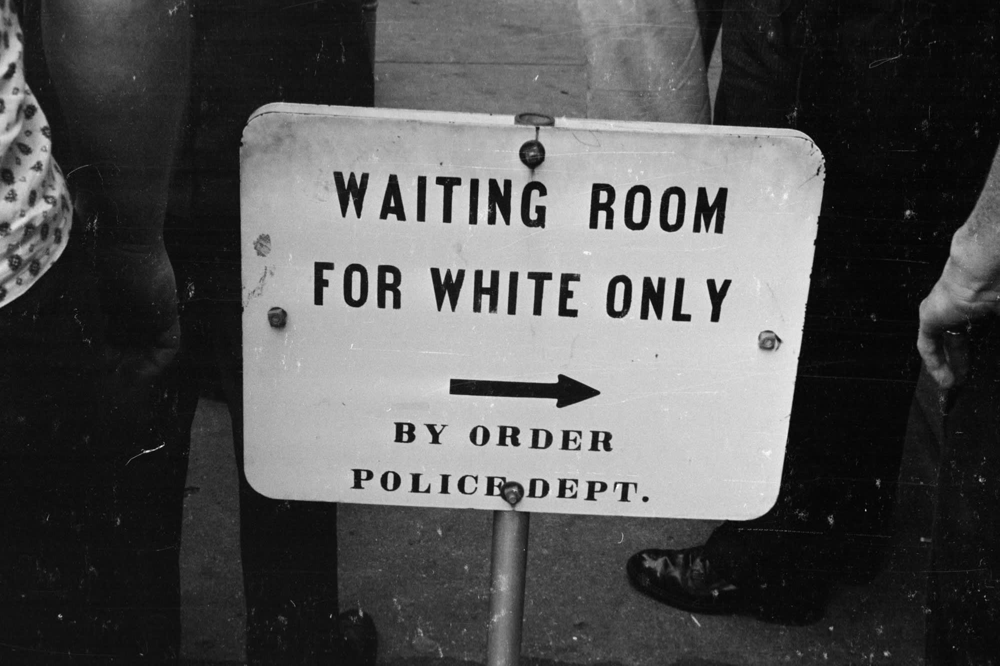 WAITING ROOM
FOR WHITE ONLY
BY ORDER
POLICE DEPT.